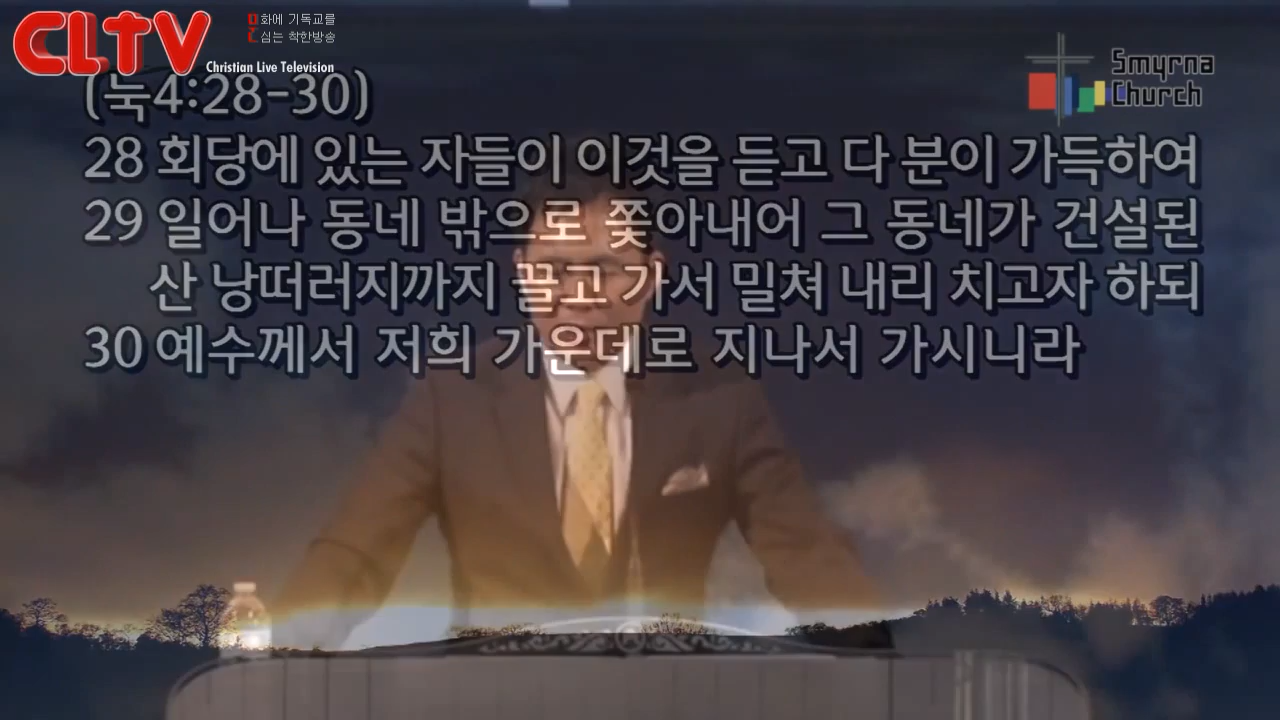 CLTV
문화에 기독교를
심는 착한방송
Christian Live Television
Smyrna
Church
(눅4:28-30)
28 회당에 있는 자들이 이것을 듣고 다 분이 가득하여
29 일어나 동네 밖으로 쫓아내어 그 동네가 건설된
산 낭떠러지까지 끌고 가서 밀쳐 내리 치고자 하되
30 예수께서 저희 가운데로 지나서 가시니라